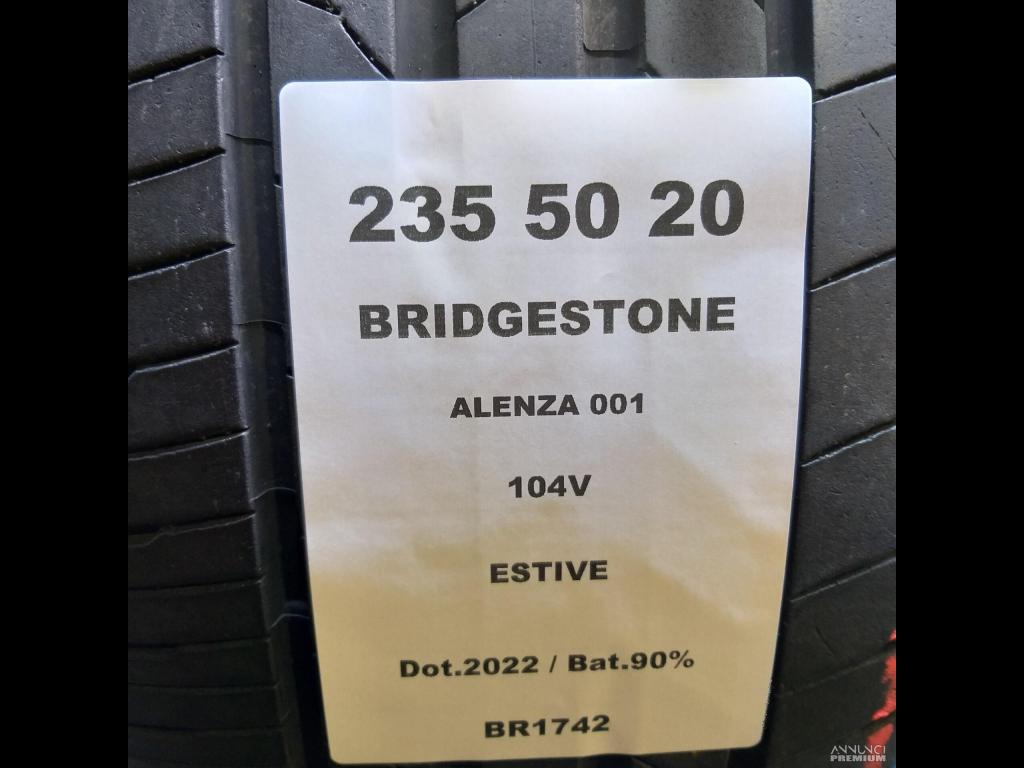 235 50 20
BRIDGESTONE
ALENZA 001
104V
ESTIVE
Dot.2022 / Bat.90%
BR1742
ANNUNCI
PREMIUM